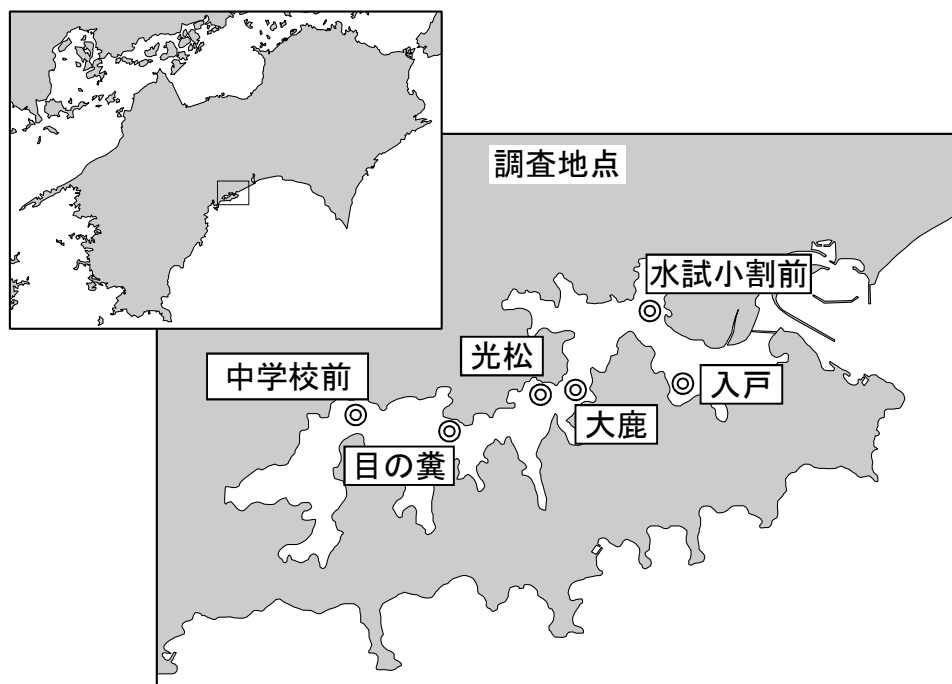 調査地点
水試小割前
光松
中学校前
入戸
大鹿
目の糞